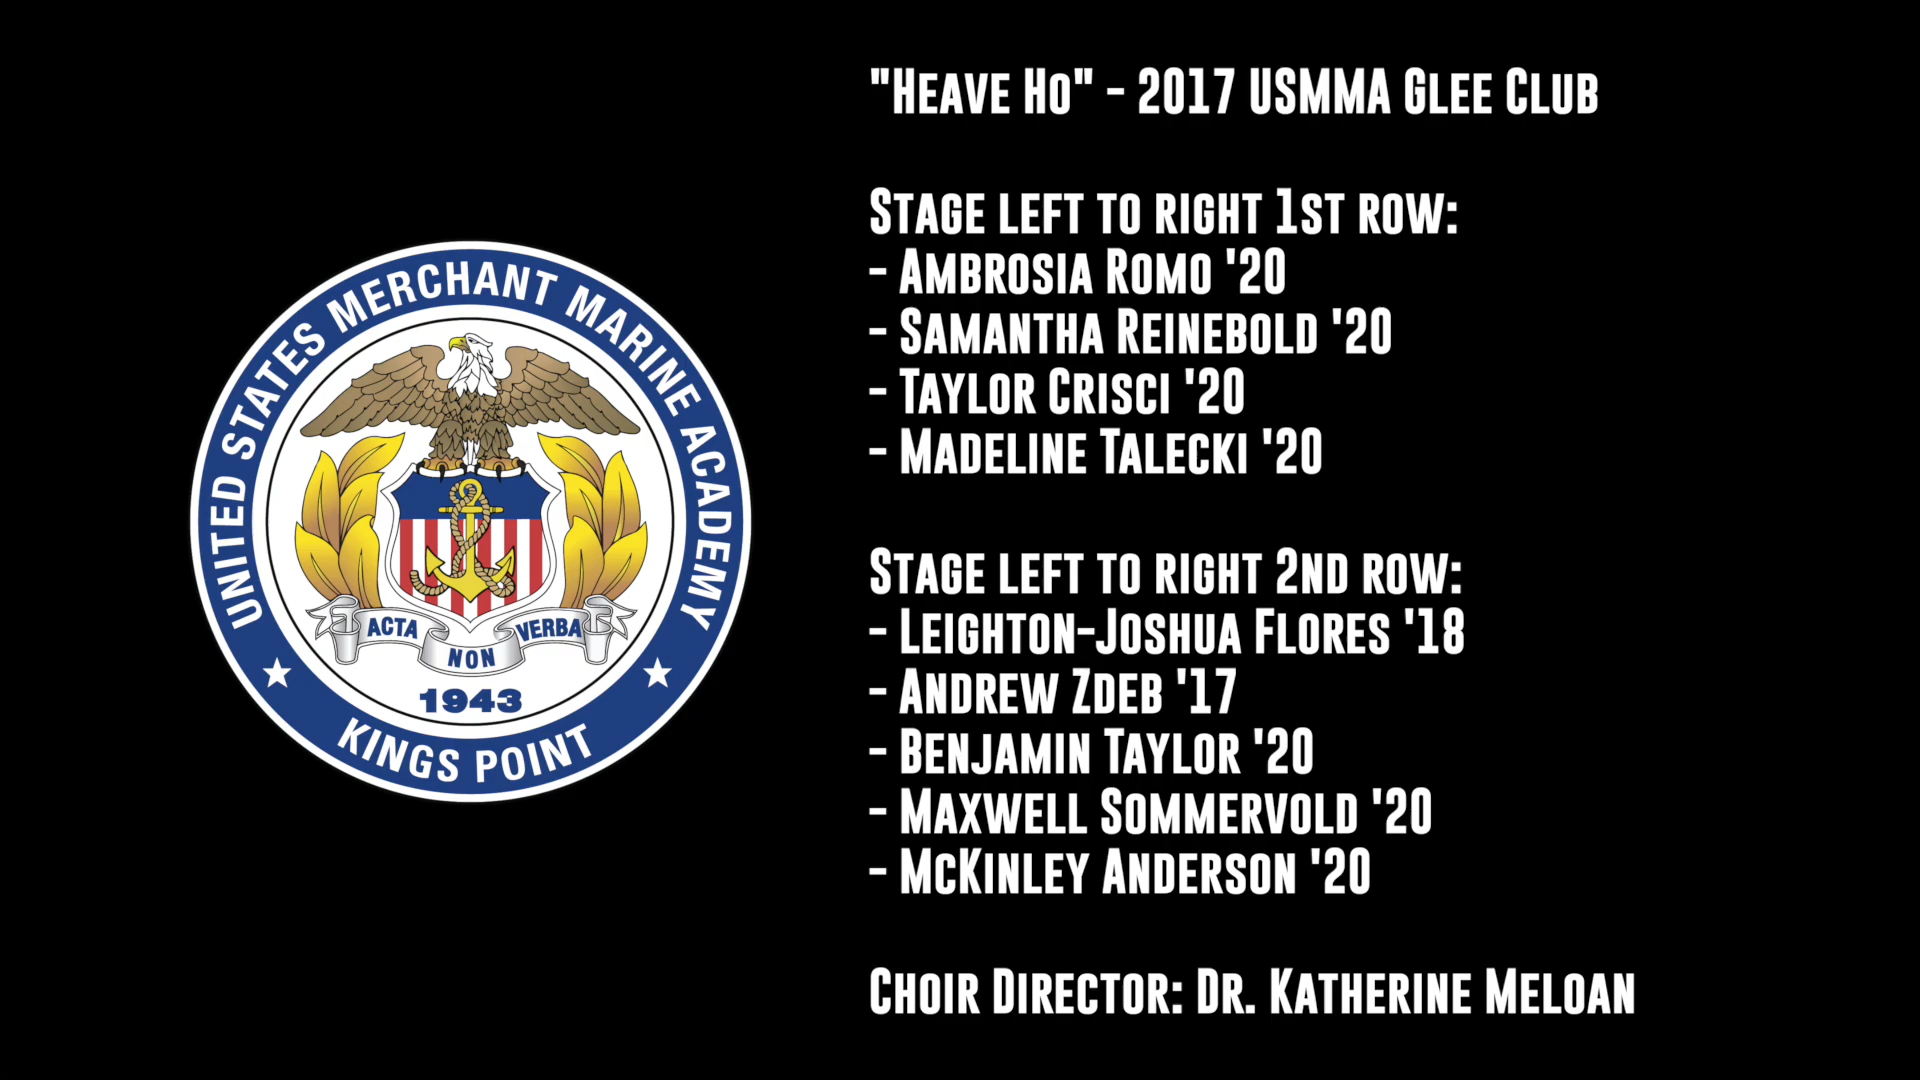 UNITED STATES MERCHANT MARINE ACADEMY
ACTA NON VERBA
1943
KINGS POINT
"Heave Ho" - 2017 USMMA Glee Club
Stage left to right 1st row:
- Ambrosia Romo '20
- Samantha Reinebold '20
- Taylor Crisci '20
- Madeline Talecki '20
Stage left to right 2nd row:
- Leighton-Joshua Flores '18
- Andrew Zdeb '17
- Benjamin Taylor '20
- Maxwell Sommervold '20
- McKinley Anderson '20
Choir Director: Dr. Katherine Meloan